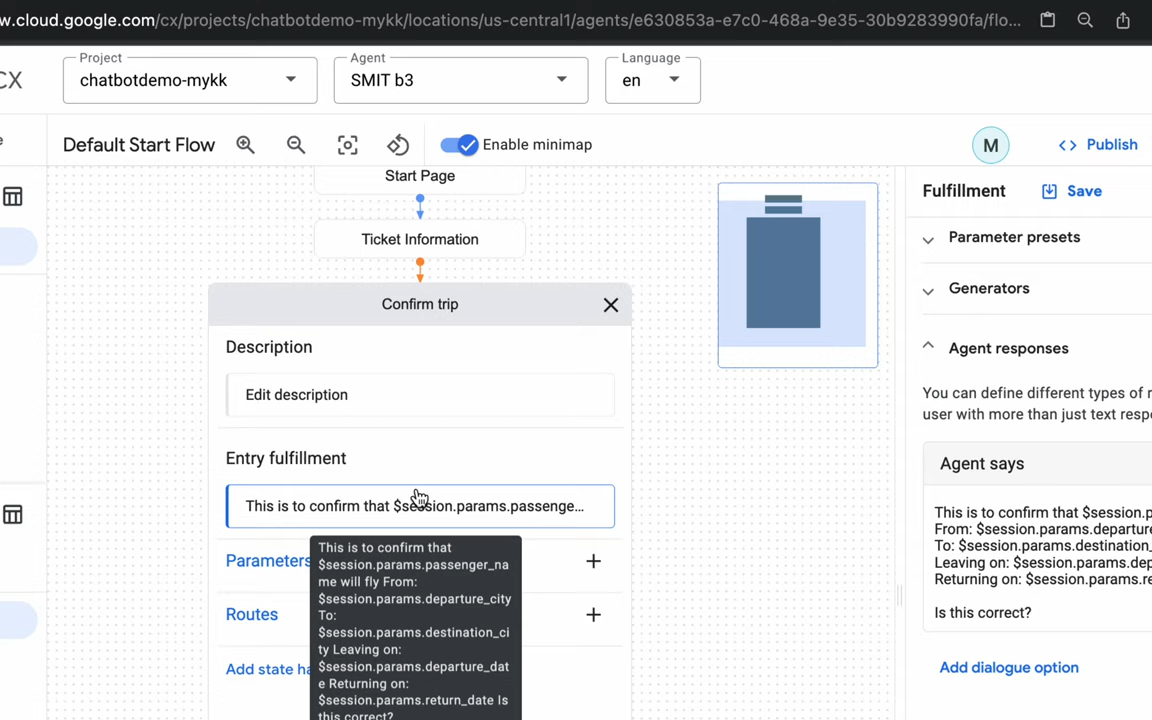 w.cloud.google.com/cx/projects/chatbotdemo-mykk/locations/us-central1/agents/e630853a-e7c0-468a-9e35-30b9283990fa/flo...
CX
Project
chatbotdemo-mykk
Agent
SMIT b3
Language
en
Default Start Flow
Enable minimap
M
Publish
Start Page
Ticket Information
Confirm trip
Description
Edit description
Entry fulfillment
This is to confirm that $session.params.passenge...
Parameters
Routes
Add state ha
This is to confirm that
$session.params.passenger_na
me will fly From:
$session.params.departure_city
To:
$session.params.destination_ci
ty Leaving on:
$session.params.departure_dat
e Returning on:
$session.params.return_date Is
this correct?
Fulfillment
Save
Parameter presets
Generators
Agent responses
You can define different types of r
user with more than just text respo
Agent says
This is to confirm that $session.p
From: $session.params.departure
To: $session.params.destination_
Leaving on: $session.params.dep
Returning on: $session.params.re
Is this correct?
Add dialogue option